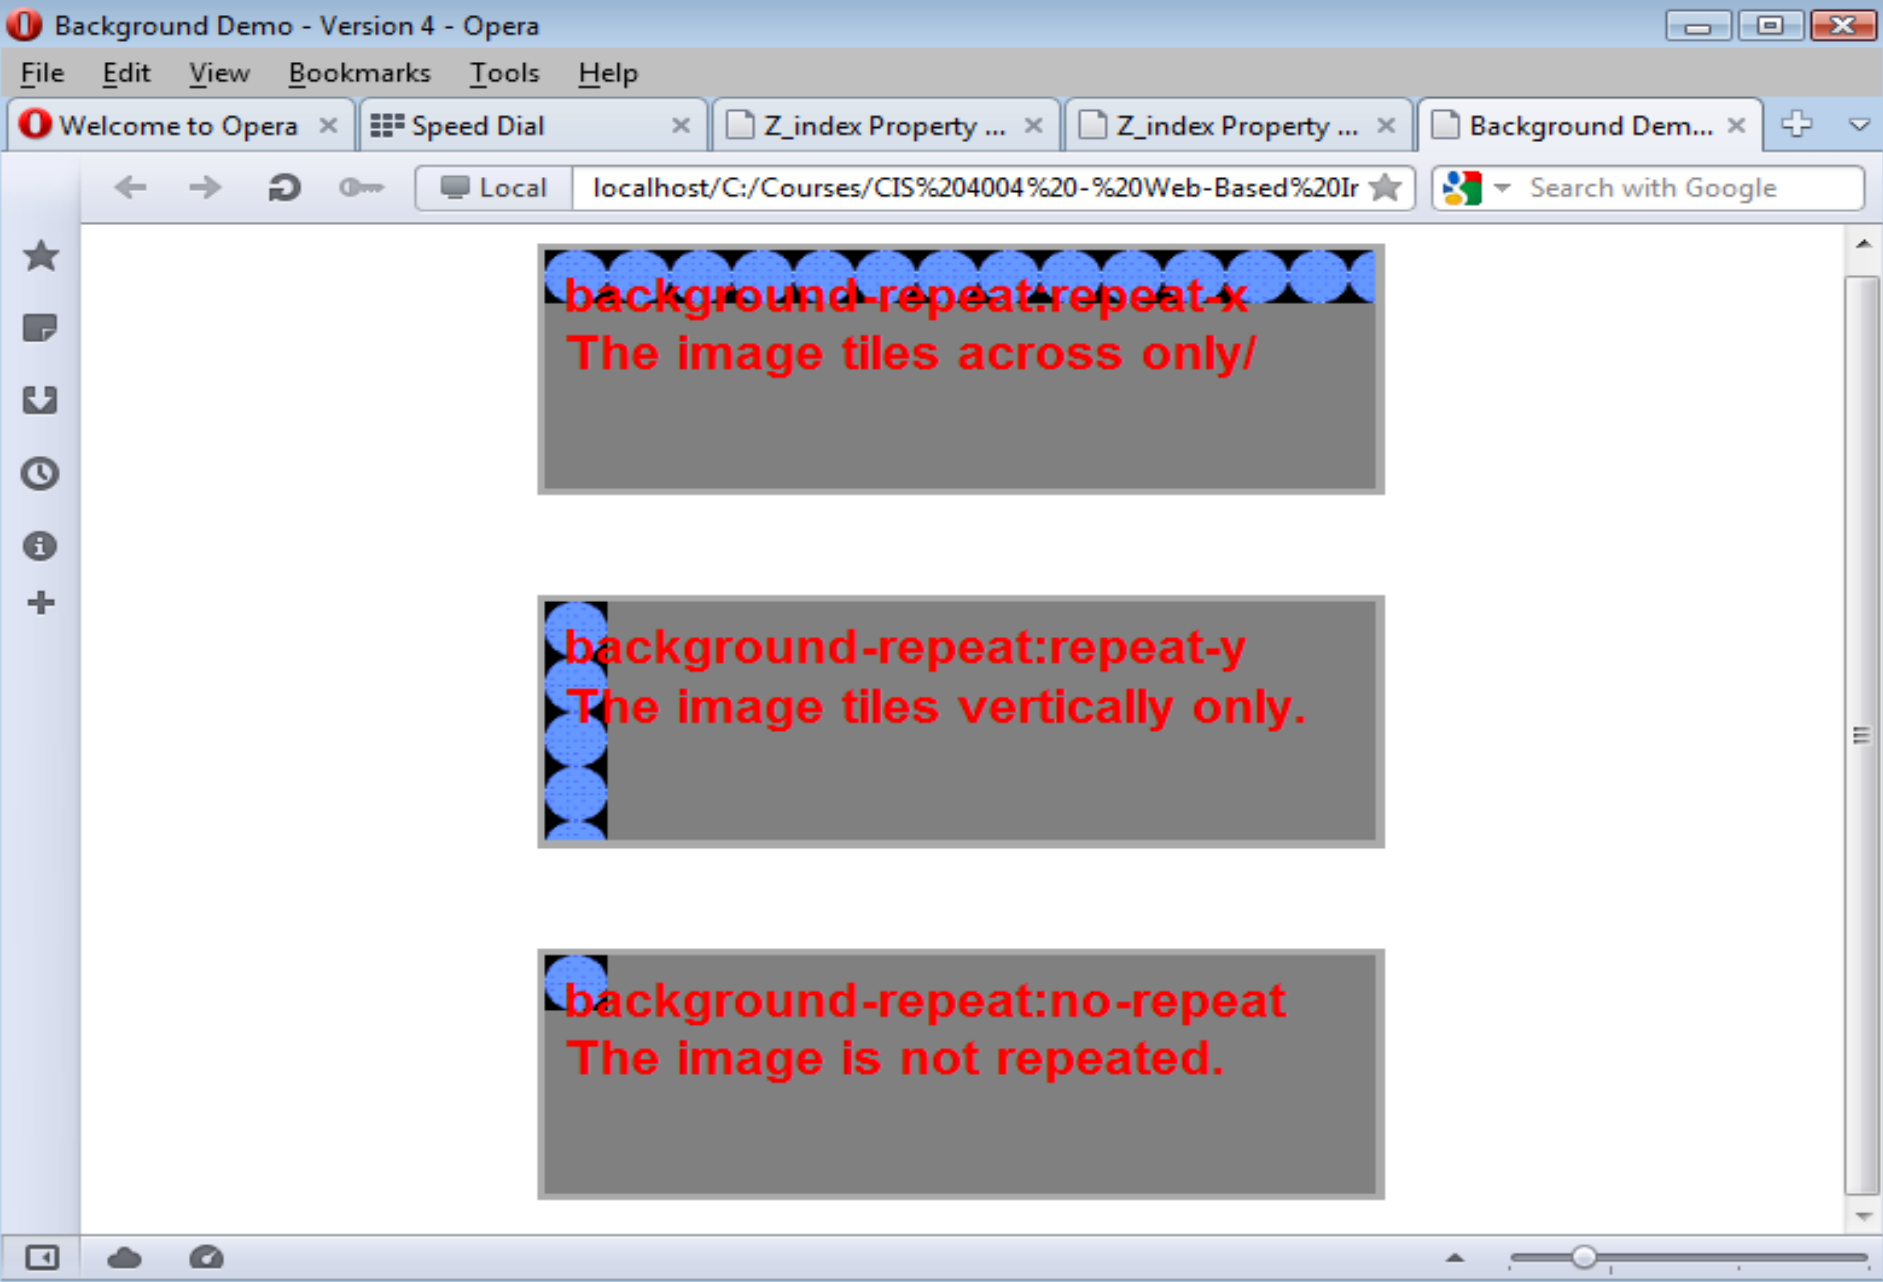 Background Demo - Version 4 - Opera
File Edit View Bookmarks Tools Help
Welcome to Opera Speed Dial Z_index Property ... Z_index Property ... Background Dem...
Local localhost/C:/Courses/CIS%204004%20-%20Web-Based%20Ir Search with Google
background-repeat:repeat-x
The image tiles across only/
background-repeat:repeat-y
The image tiles vertically only.
background-repeat:no-repeat
The image is not repeated.